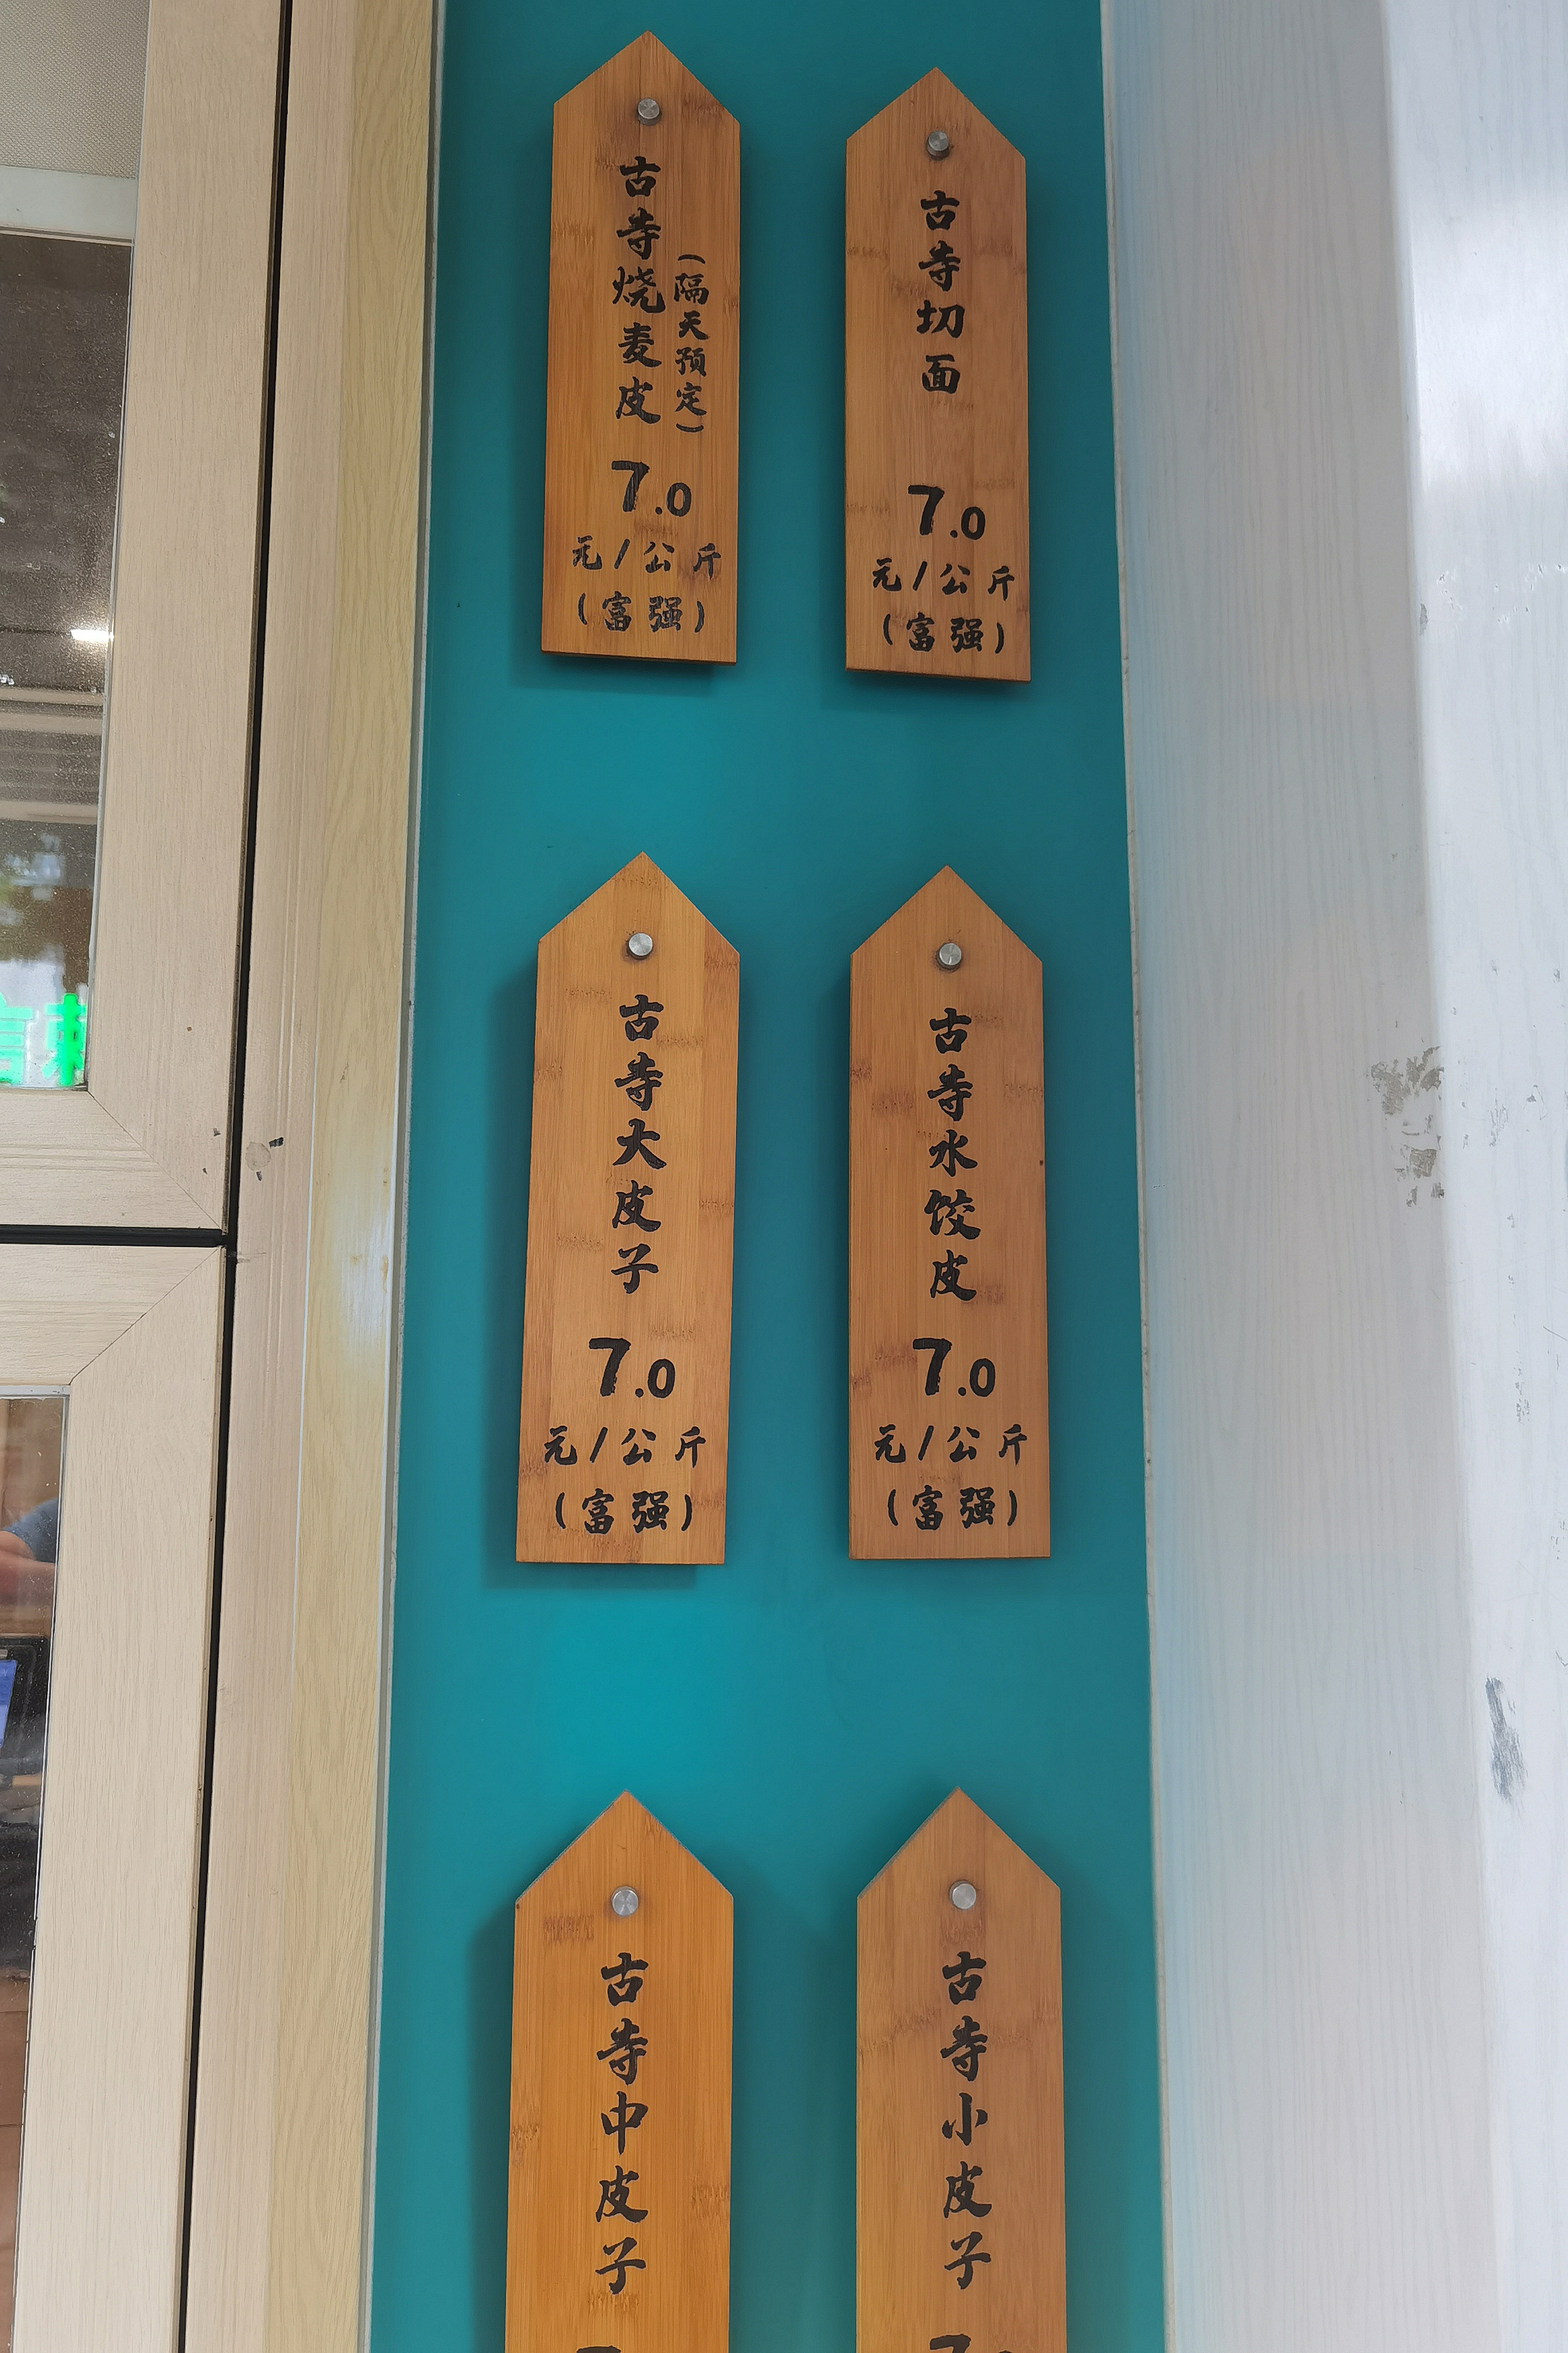 古寺烧麦皮
(隔天预定)
7.0
元/公斤
(富强)
古寺切面
7.0
元/公斤
(富强)
古寺大皮子
7.0
元/公斤
(富强)
古寺水饺皮
7.0
元/公斤
(富强)
古寺中皮子
古寺小皮子